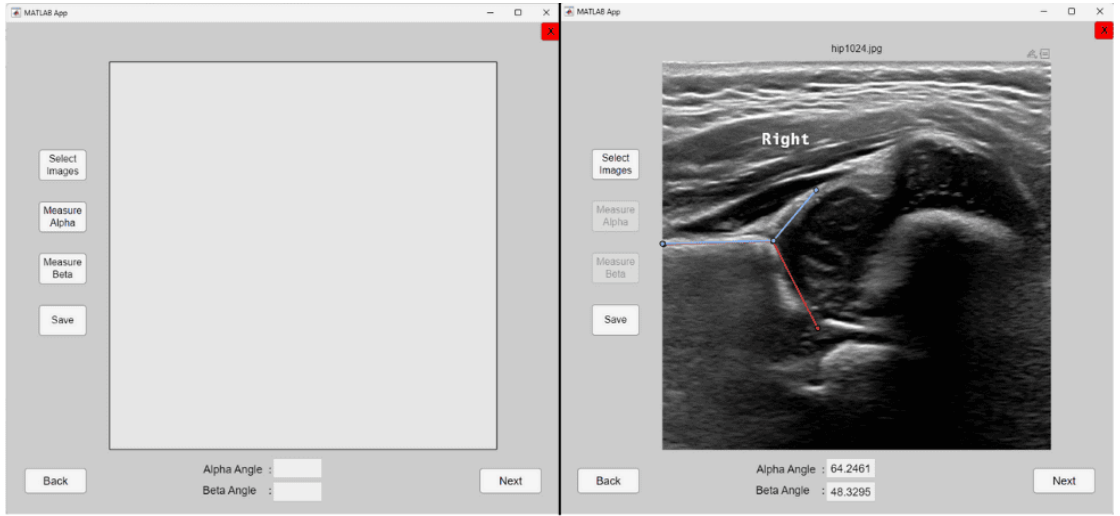 MATLAB App
X
Select
Images
Measure
Alpha
Measure
Beta
Save
Alpha Angle :
Beta Angle :
Back
Next
MATLAB App
X
hip1024.jpg
Right
Select
Images
Measure
Alpha
Measure
Beta
Save
Alpha Angle : 64.2461
Beta Angle : 48.3295
Back
Next